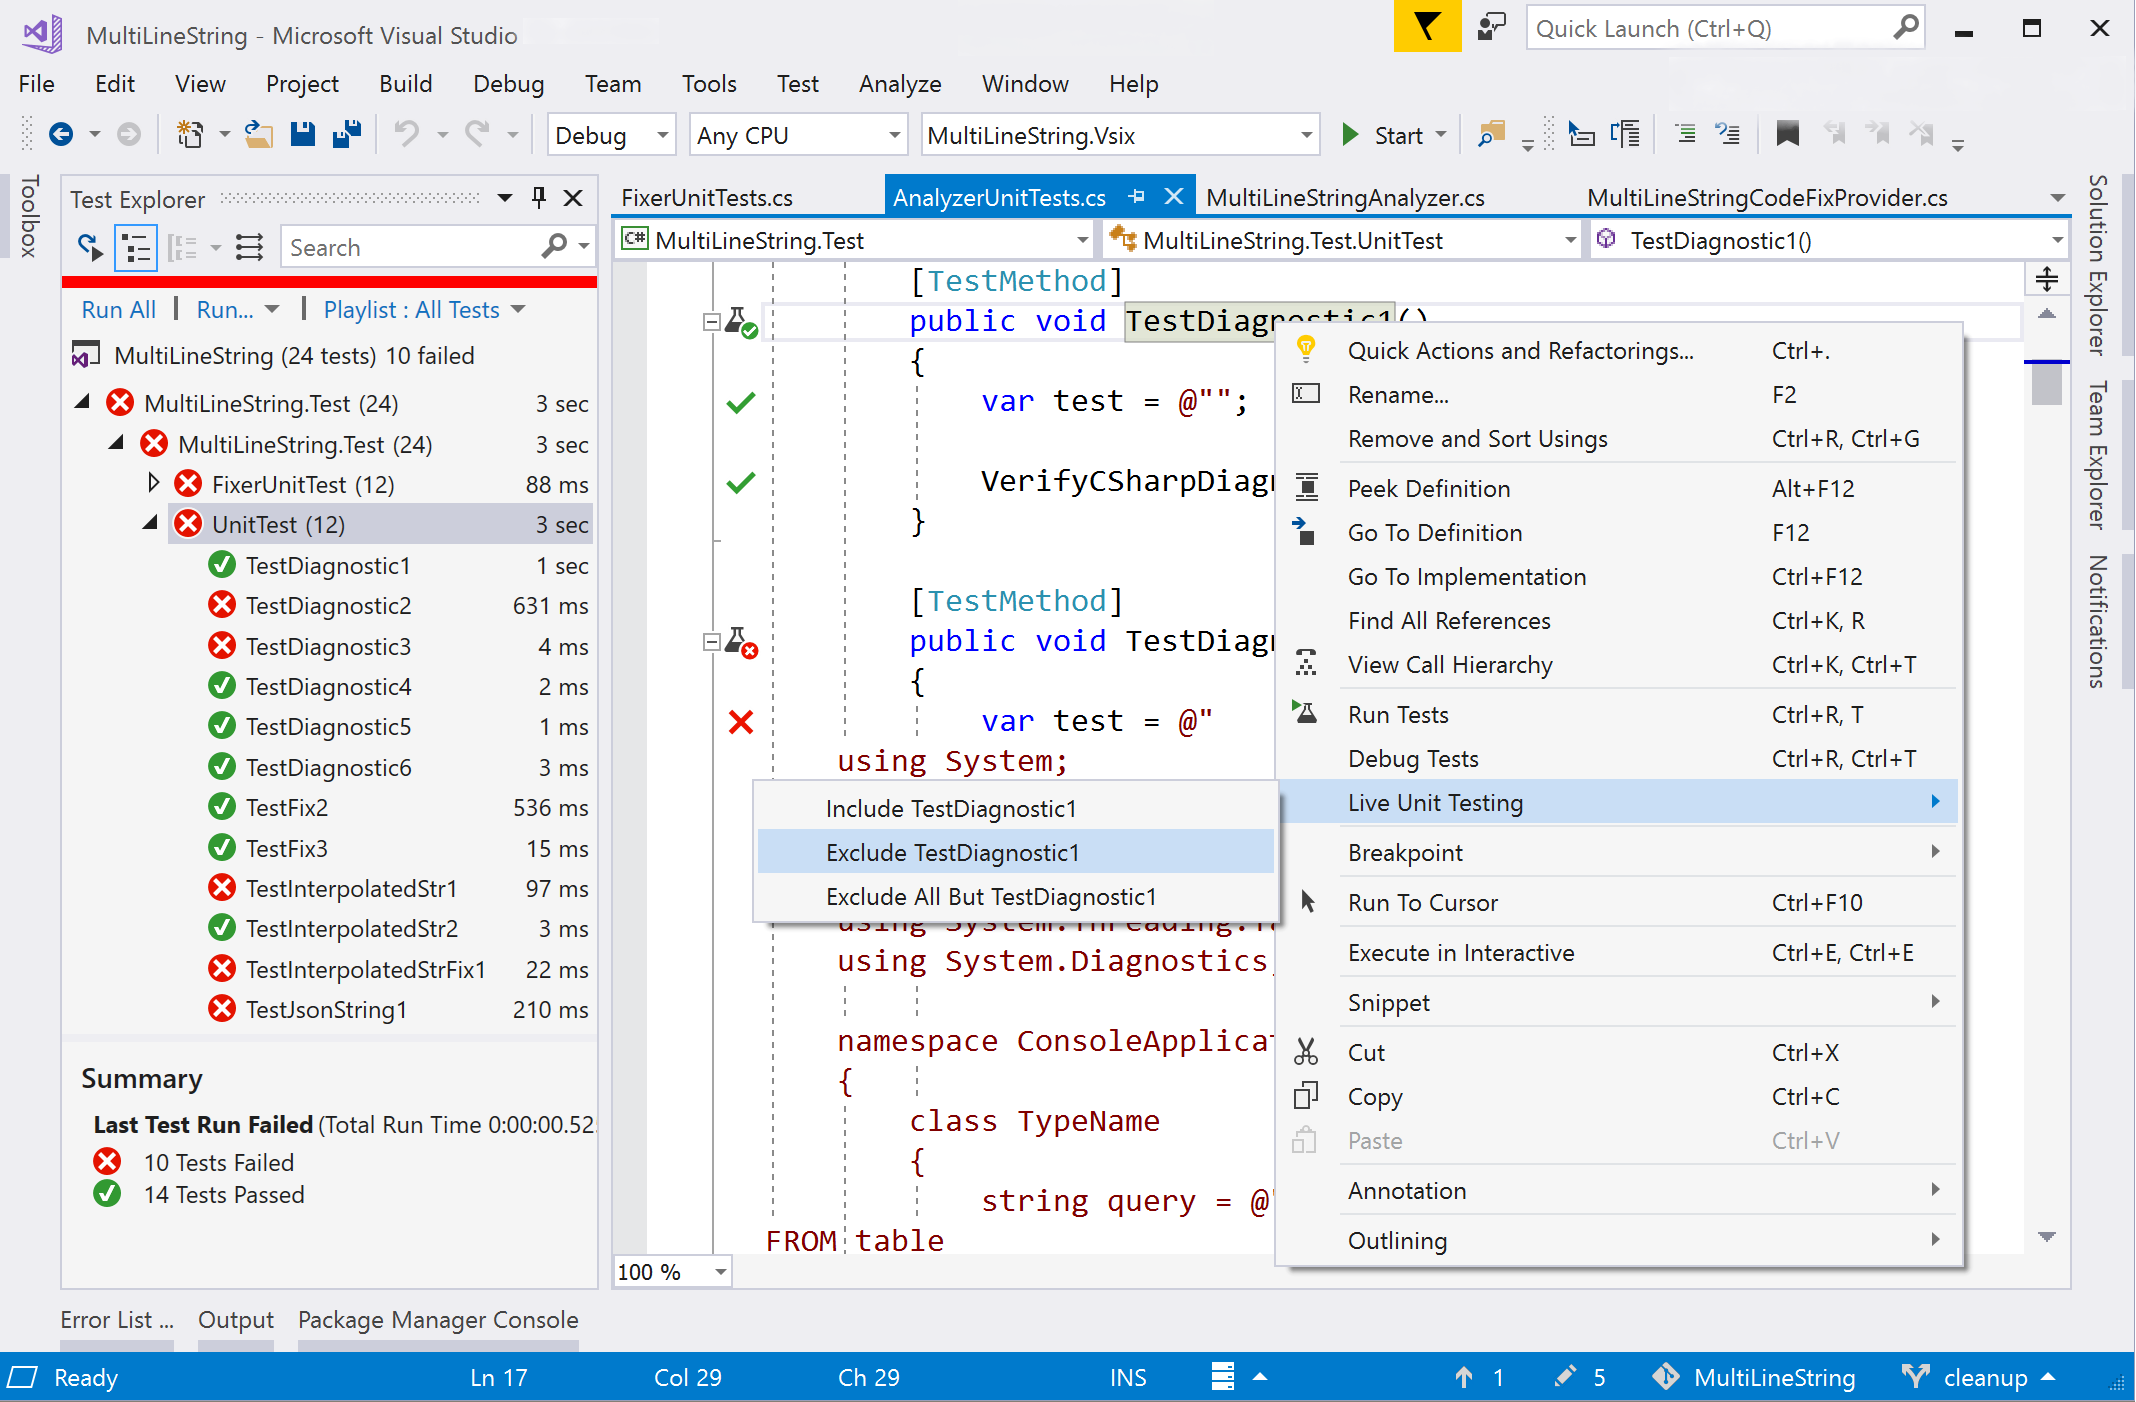 MultiLineString - Microsoft Visual Studio
Quick Launch (Ctrl+Q)
File Edit View Project Build Debug Team Tools Test Analyze Window Help
Debug Any CPU MultiLineString.Vsix Start
Toolbox
Test Explorer
Search
Run All | Run... | Playlist : All Tests
MultiLineString (24 tests) 10 failed
MultiLineString.Test (24) 3 sec
MultiLineString.Test (24) 3 sec
FixerUnitTest (12) 88 ms
UnitTest (12) 3 sec
TestDiagnostic1 1 sec
TestDiagnostic2 631 ms
TestDiagnostic3 4 ms
TestDiagnostic4 2 ms
TestDiagnostic5 1 ms
TestDiagnostic6 3 ms
TestFix2 536 ms
TestFix3 15 ms
TestInterpolatedStr1 97 ms
TestInterpolatedStr2 3 ms
TestInterpolatedStrFix1 22 ms
TestJsonString1 210 ms
Summary
Last Test Run Failed (Total Run Time 0:00:00.52
10 Tests Failed
14 Tests Passed
FixerUnitTests.cs AnalyzerUnitTests.cs MultiLineStringAnalyzer.cs MultiLineStringCodeFixProvider.cs
C# MultiLineString.Test MultiLineString.Test.UnitTest TestDiagnostic1()
[TestMethod]
public void TestDiagnostic1()
{
var test = @"";
VerifyCSharpDiag
}
[TestMethod]
public void TestDiag
{
var test = @"
using System;
using System.Threading.
using System.Diagnostics
namespace ConsoleApplica
{
class TypeName
{
string query = @
FROM table
100 %
Quick Actions and Refactorings... Ctrl+.
Rename... F2
Remove and Sort Usings Ctrl+R, Ctrl+G
Peek Definition Alt+F12
Go To Definition F12
Go To Implementation Ctrl+F12
Find All References Ctrl+K, R
View Call Hierarchy Ctrl+K, Ctrl+T
Run Tests Ctrl+R, T
Debug Tests Ctrl+R, Ctrl+T
Live Unit Testing
Breakpoint
Run To Cursor Ctrl+F10
Execute in Interactive Ctrl+E, Ctrl+E
Snippet
Cut Ctrl+X
Copy Ctrl+C
Paste Ctrl+V
Annotation
Outlining
Include TestDiagnostic1
Exclude TestDiagnostic1
Exclude All But TestDiagnostic1
Solution Explorer
Team Explorer
Notifications
Error List ... Output Package Manager Console
Ready Ln 17 Col 29 Ch 29 INS 1 5 MultiLineString cleanup